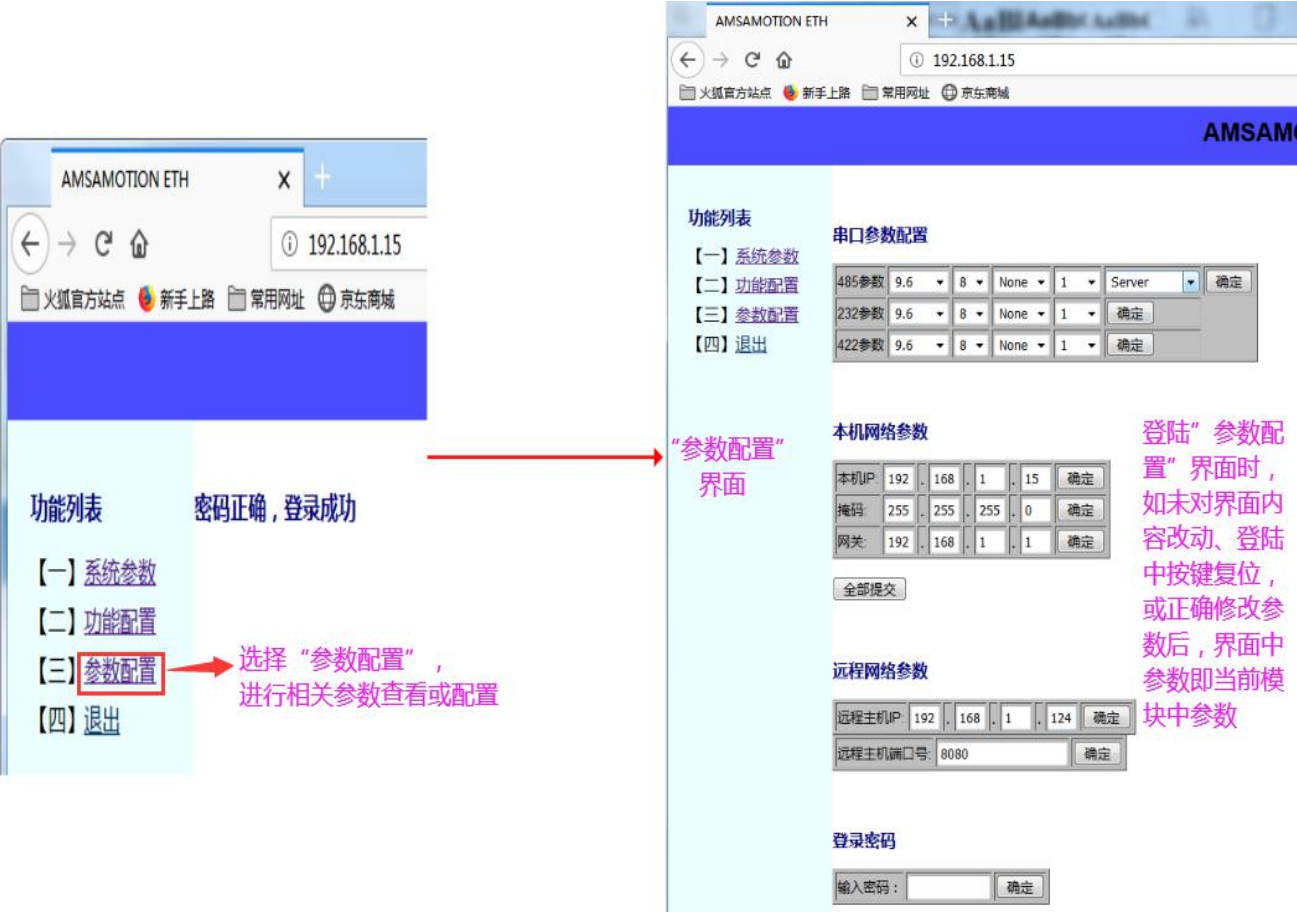 AMSAMOTION ETH
192.168.1.15
火狐官方站点 新手上路 常用网址 京东商城
功能列表
密码正确，登录成功
【一】系统参数
【二】功能配置
【三】参数配置
【四】退出
选择“参数配置”，
进行相关参数查看或配置
“参数配置”
界面
AMSAMOTION ETH
192.168.1.15
火狐官方站点 新手上路 常用网址 京东商城
AMSAMO
功能列表
【一】系统参数
【二】功能配置
【三】参数配置
【四】退出
串口参数配置
485参数 9.6 8 None 1 Server 确定
232参数 9.6 8 None 1 确定
422参数 9.6 8 None 1 确定
本机网络参数
本机IP: 192 . 168 . 1 . 15 确定
掩码: 255 . 255 . 255 . 0 确定
网关: 192 . 168 . 1 . 1 确定
全部提交
远程网络参数
远程主机IP: 192 . 168 . 1 . 124 确定
远程主机端口号: 8080 确定
登录密码
输入密码： 确定
登陆”参数配
置”界面时，
如未对界面内
容改动、登陆
中按键复位，
或正确修改参
数后，界面中
参数即当前模
块中参数